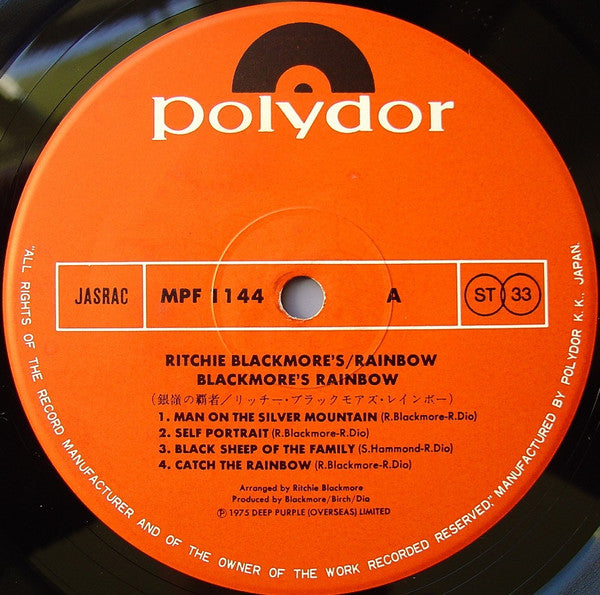 polydor
JASRAC
MPF 1144
A
ST 33
RITCHIE BLACKMORE'S/RAINBOW
BLACKMORE'S RAINBOW
(銀嶺の覇者/リッチー・ブラックモアズ・レインボー)
1. MAN ON THE SILVER MOUNTAIN (R.Blackmore-R.Dio)
2. SELF PORTRAIT (R.Blackmore-R.Dio)
3. BLACK SHEEP OF THE FAMILY (S.Hammond-R.Dio)
4. CATCH THE RAINBOW (R.Blackmore-R.Dio)
Arranged by Ritchie Blackmore
Produced by Blackmore/Birch/Dio
Ⓟ 1975 DEEP PURPLE (OVERSEAS) LIMITED
"ALL RIGHTS OF THE RECORD MANUFACTURER AND OF THE OWNER OF THE WORK RECORDED RESERVED;" MANUFACTURED BY POLYDOR K. K., JAPAN.